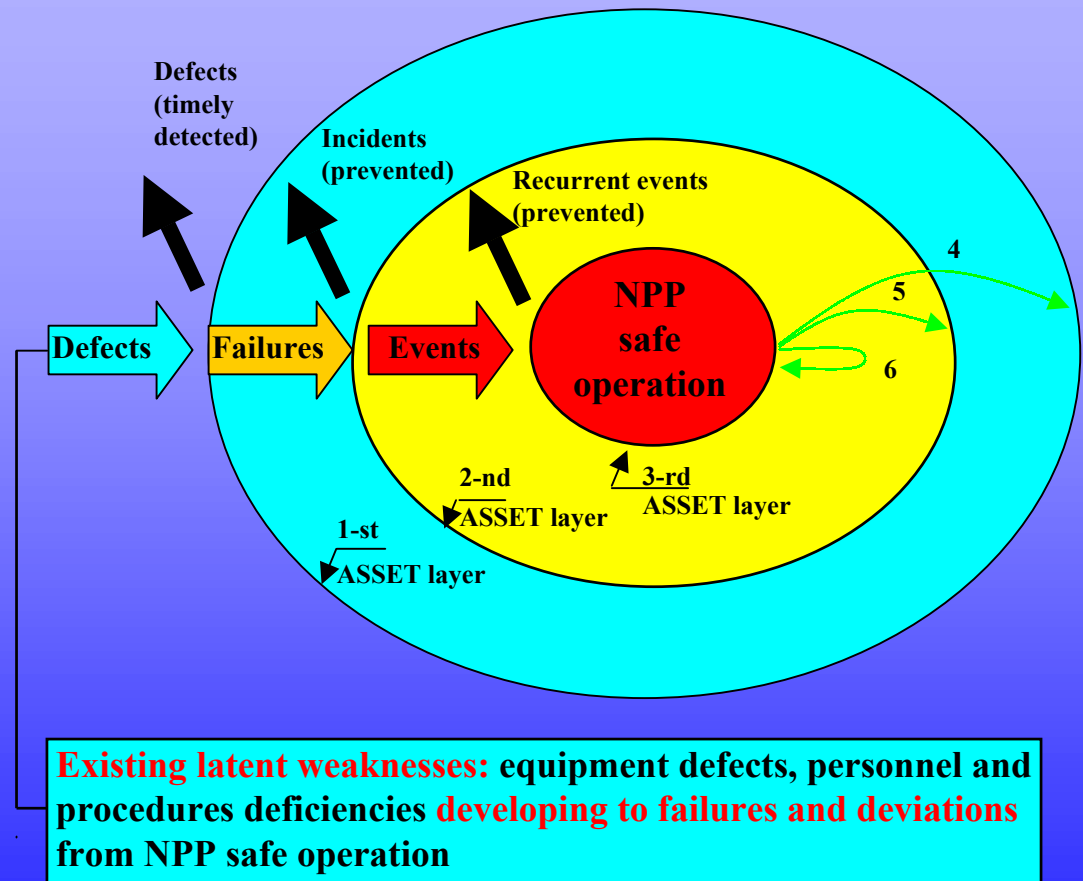 Defects
(timely
detected)
Incidents
(prevented)
Recurrent events
(prevented)
4
5
6
Defects
Failures
Events
NPP
safe
operation
1-st
ASSET layer
2-nd
ASSET layer
3-rd
ASSET layer
Existing latent weaknesses: equipment defects, personnel and
procedures deficiencies developing to failures and deviations
from NPP safe operation